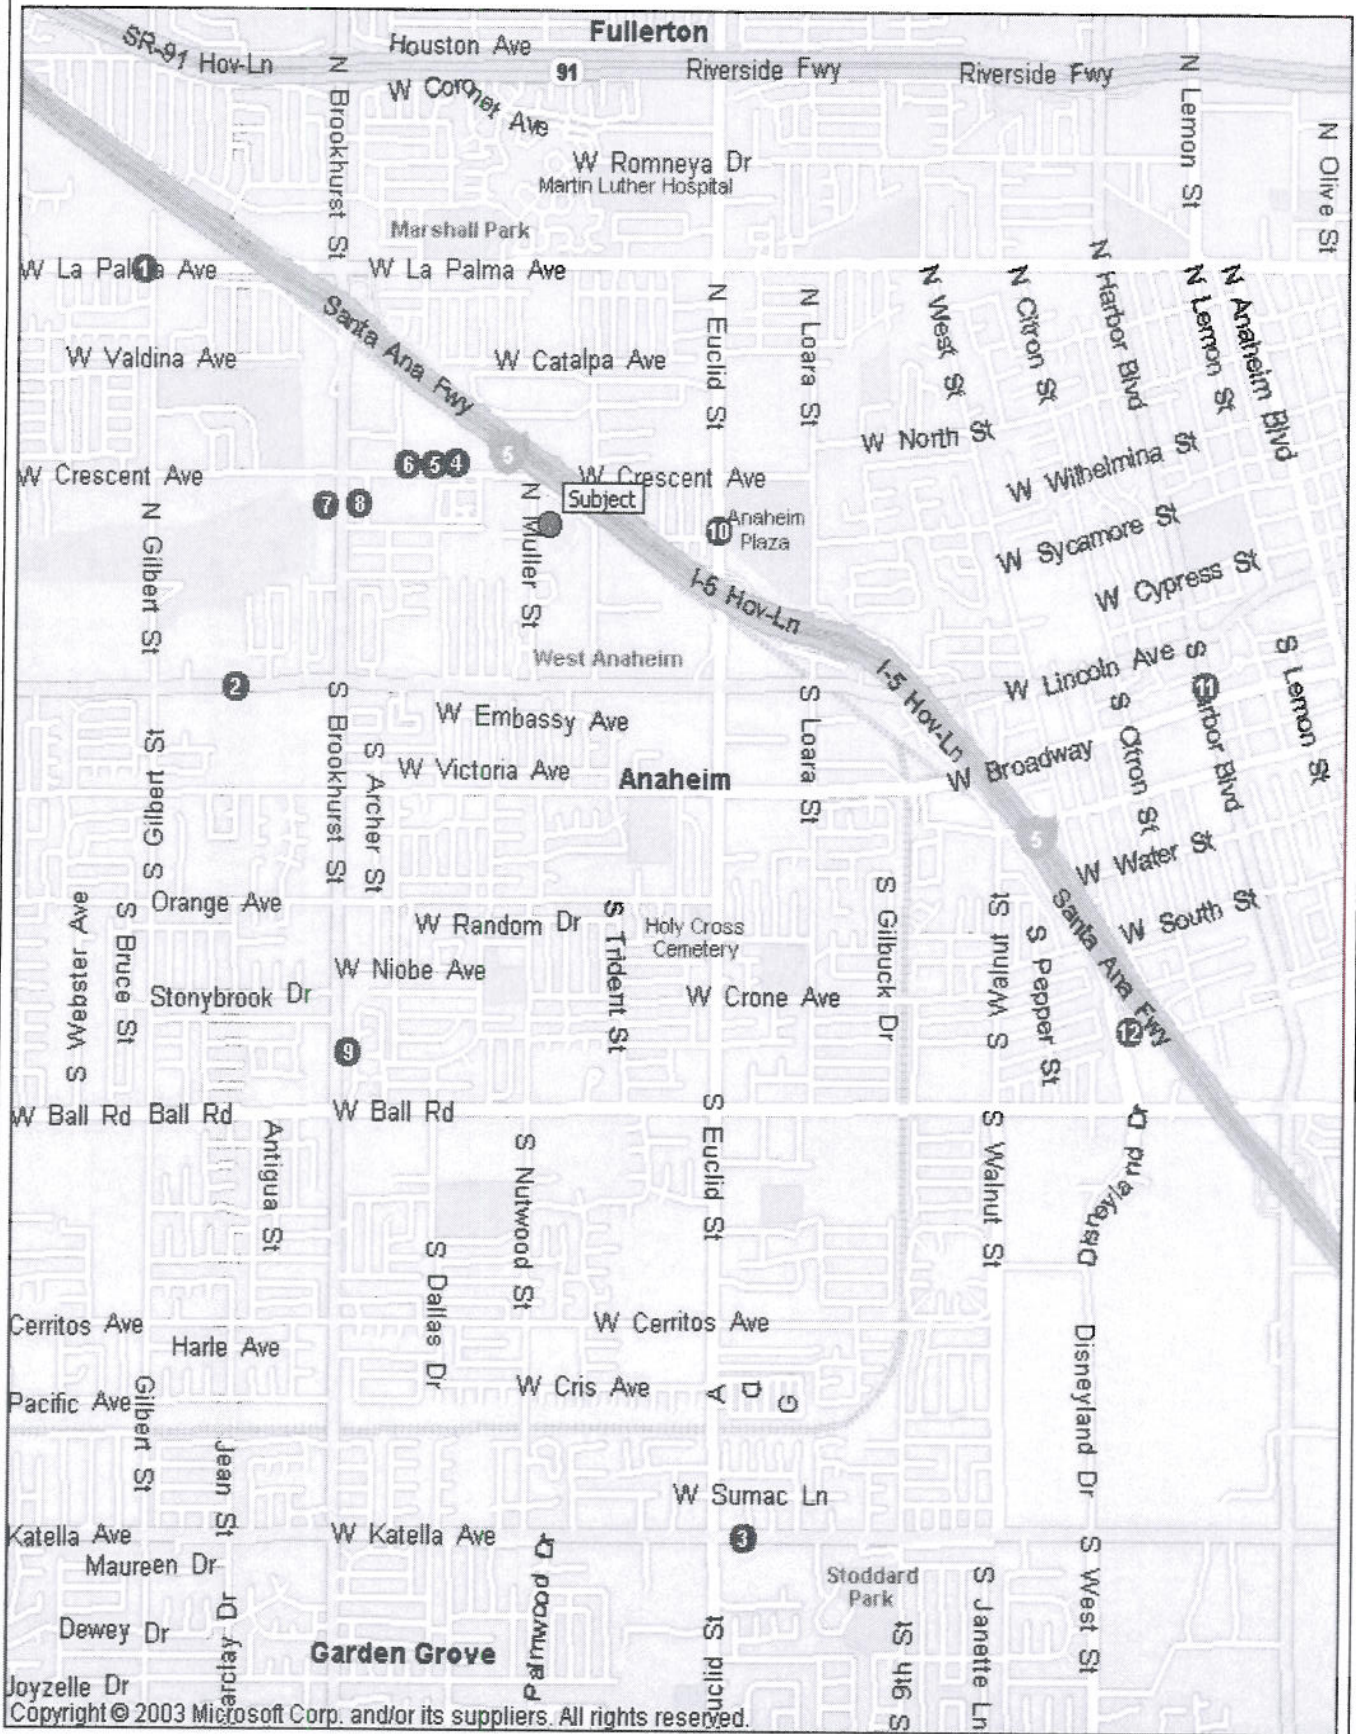 Fullerton
SR-91 Hov-Ln
Houston Ave
91
Riverside Fwy
Riverside Fwy
W Coronet Ave
N Brookhurst St
N Lemon St
N Olive St
W Romneya Dr
Martin Luther Hospital
Marshall Park
W La Palma Ave
1
W La Palma Ave
Santa Ana Fwy
N Euclid St
N Loara St
N West St
N Citron St
N Harbor Blvd
N Lemon St
N Anaheim Blvd
W Valdina Ave
W Catalpa Ave
W North St
W Wilhelmina St
W Crescent Ave
6
5
4
5
W Crescent Ave
Subject
7
8
N Gilbert St
N Muller St
10
Anaheim
Plaza
W Sycamore St
W Cypress St
I-5 Hov-Ln
West Anaheim
I-5 Hov-Ln
W Lincoln Ave
S Harbor Blvd
11
S Lemon St
2
S Brookhurst St
W Embassy Ave
S Loara St
S Citron St
S Gilbert St
S Archer St
W Victoria Ave
Anaheim
W Broadway
5
W Water St
S Webster Ave
S Bruce St
Orange Ave
W Random Dr
S Trident St
Holy Cross
Cemetery
S Gilbuck Dr
S Walnut St
S Pepper St
Santa Ana Fwy
W South St
W Niobe Ave
Stonybrook Dr
W Crone Ave
9
12
W Ball Rd
Ball Rd
W Ball Rd
Antigua St
S Nutwood St
S Euclid St
S Walnut St
Disneyland Dr
S Dallas Dr
Cerritos Ave
Harle Ave
W Cerritos Ave
Disneyland Dr
Pacific Ave
Gilbert St
W Cris Ave
A
D
G
Jean St
W Sumac Ln
Katella Ave
W Katella Ave
3
Maureen Dr
Palmwood Dr
Stoddard
Park
S Janette Ln
S West St
Dewey Dr
arclay Dr
Garden Grove
Euclid St
S 9th St
Joyzelle Dr
Copyright © 2003 Microsoft Corp. and/or its suppliers. All rights reserved.